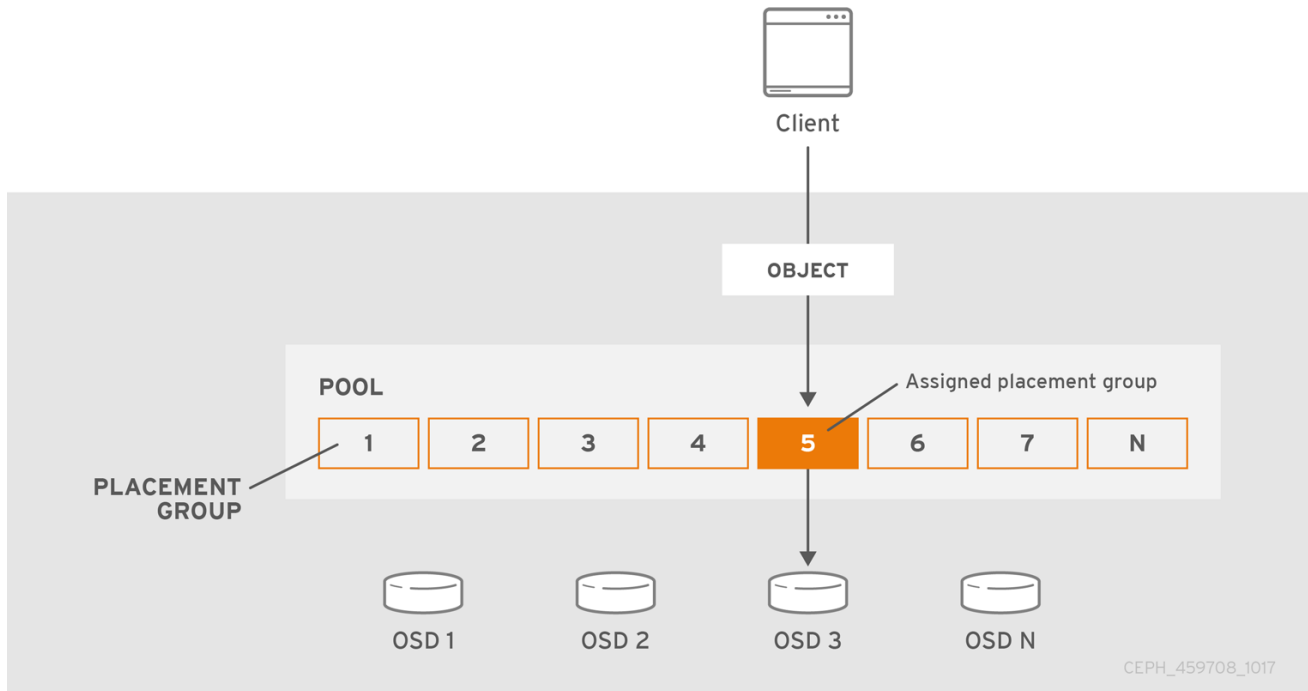 Client
OBJECT
POOL
Assigned placement group
1 2 3 4 5 6 7 N
PLACEMENT
GROUP
OSD 1 OSD 2 OSD 3 OSD N
CEPH_459708_1017